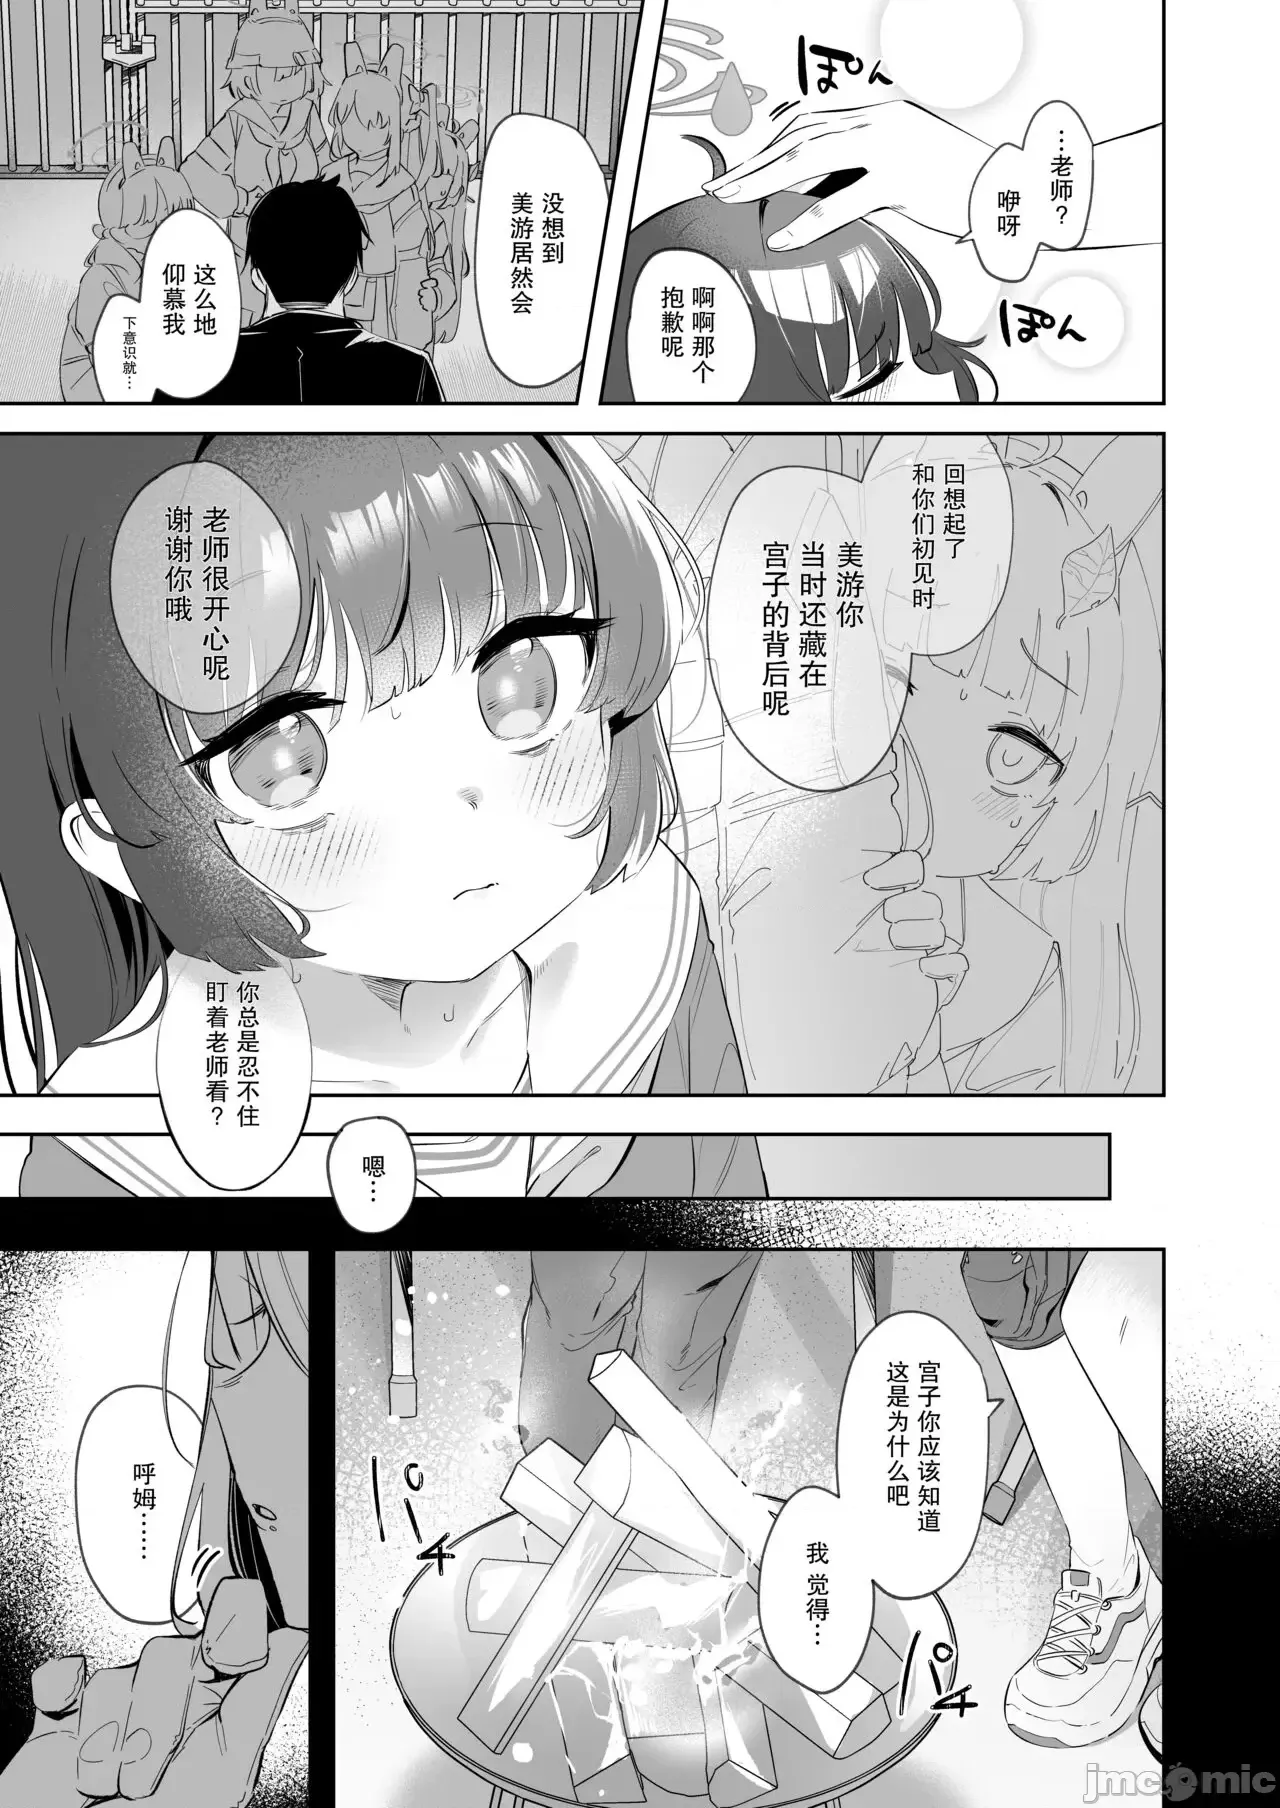 ぽん
…老师？
咿呀
啊啊那个
抱歉呢
ぽん
没想到
美游居然会
这么地
仰慕我
下意识就…
回想起了
和你们初见时
美游你
当时还藏在
宫子的背后呢
老师很开心呢
谢谢你哦
你总是忍不住
盯着老师看？
嗯…
宫子你应该知道
这是为什么吧
我觉得…
パチ
パチ
呼姆……
jmcomic